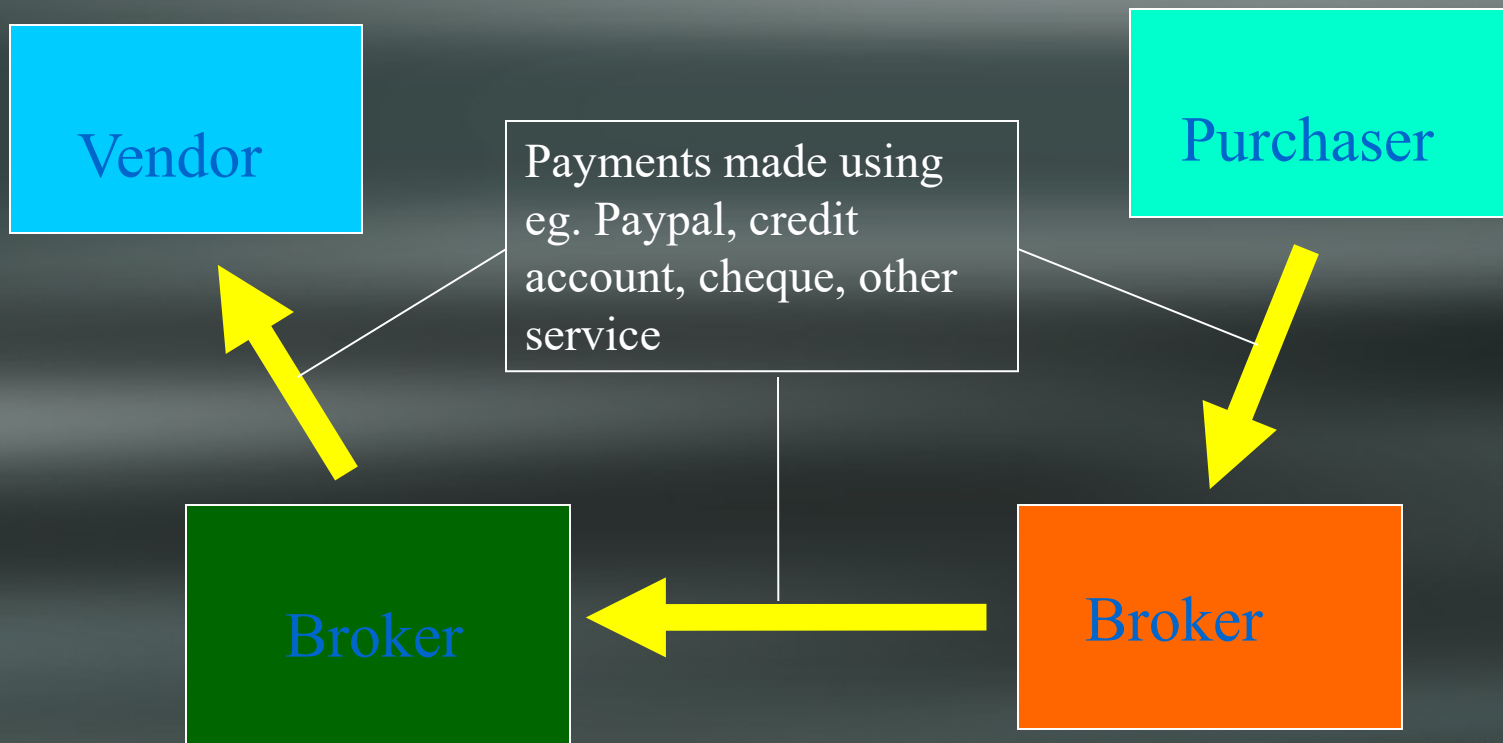 Vendor
Purchaser
Payments made using
eg. Paypal, credit
account, cheque, other
service
Broker
Broker